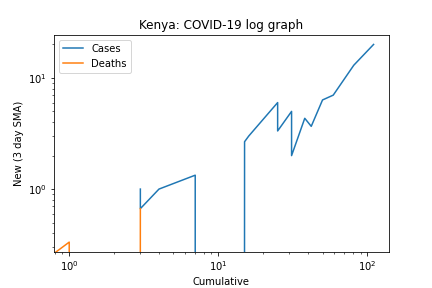 Kenya: COVID-19 log graph
Cases
Deaths
New (3 day SMA)
10¹
10⁰
10⁰ 10¹ 10²
Cumulative